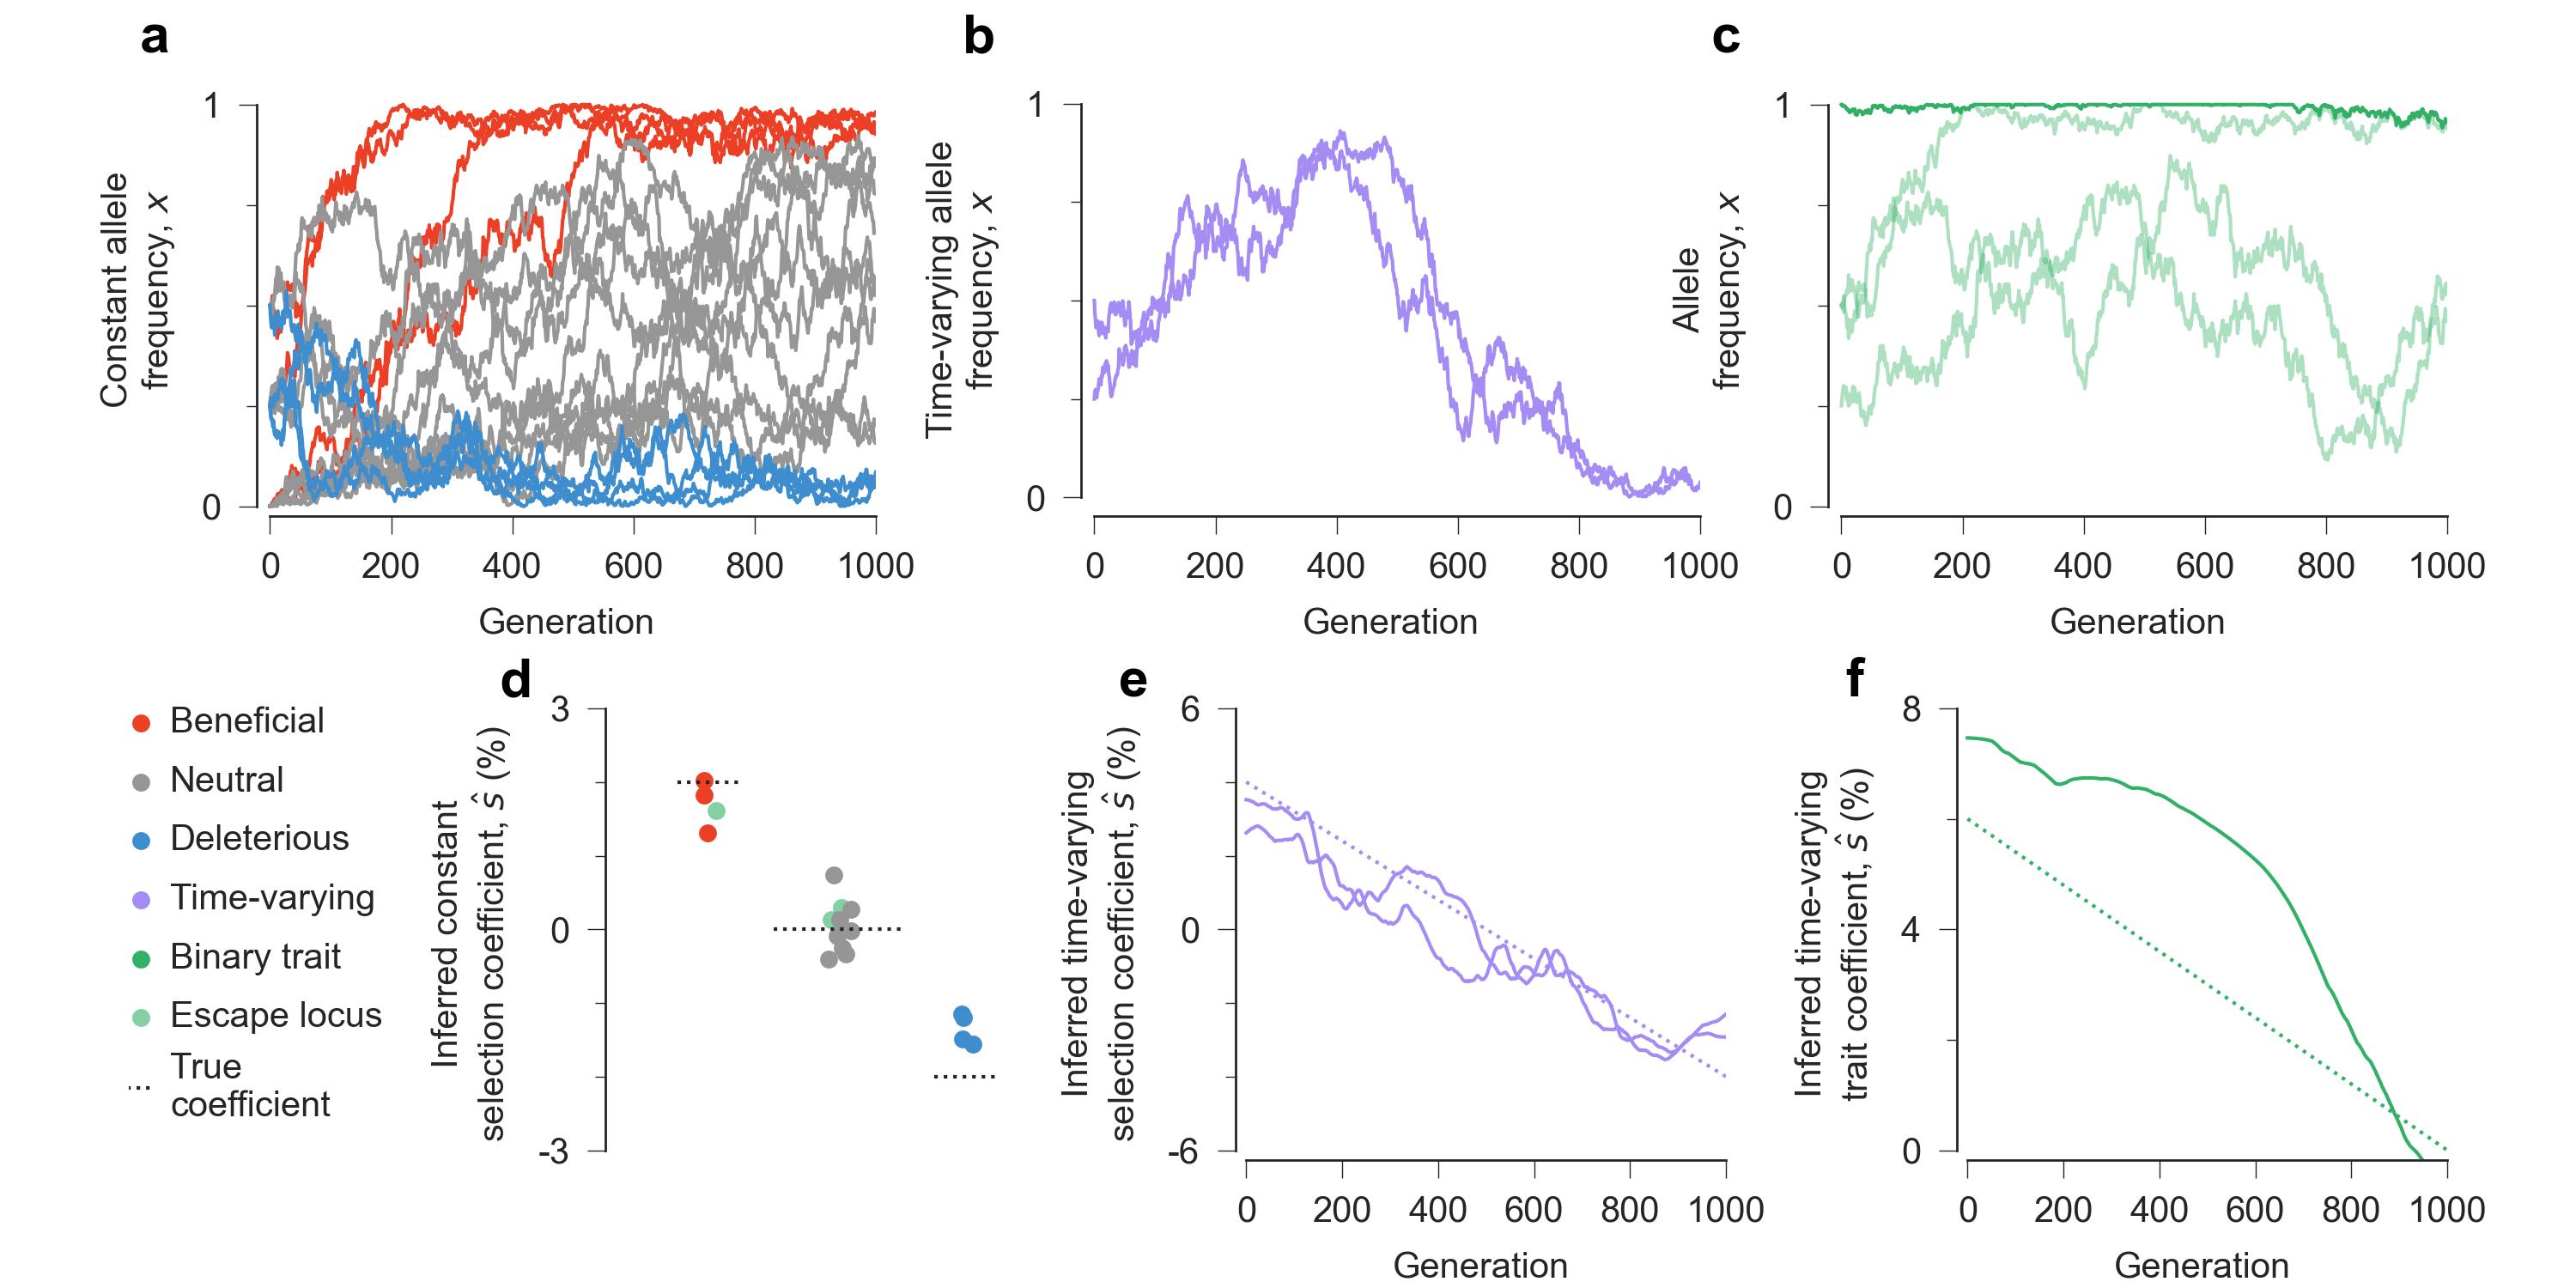 a
1
0
Constant allele
frequency, x
0 200 400 600 800 1000
Generation
b
1
0
Time-varying allele
frequency, x
0 200 400 600 800 1000
Generation
c
1
0
Allele
frequency, x
0 200 400 600 800 1000
Generation
Beneficial
Neutral
Deleterious
Time-varying
Binary trait
Escape locus
True
coefficient
d
3
0
-3
Inferred constant
selection coefficient, ŝ (%)
e
6
0
-6
Inferred time-varying
selection coefficient, ŝ (%)
0 200 400 600 800 1000
Generation
f
8
4
0
Inferred time-varying
trait coefficient, ŝ (%)
0 200 400 600 800 1000
Generation